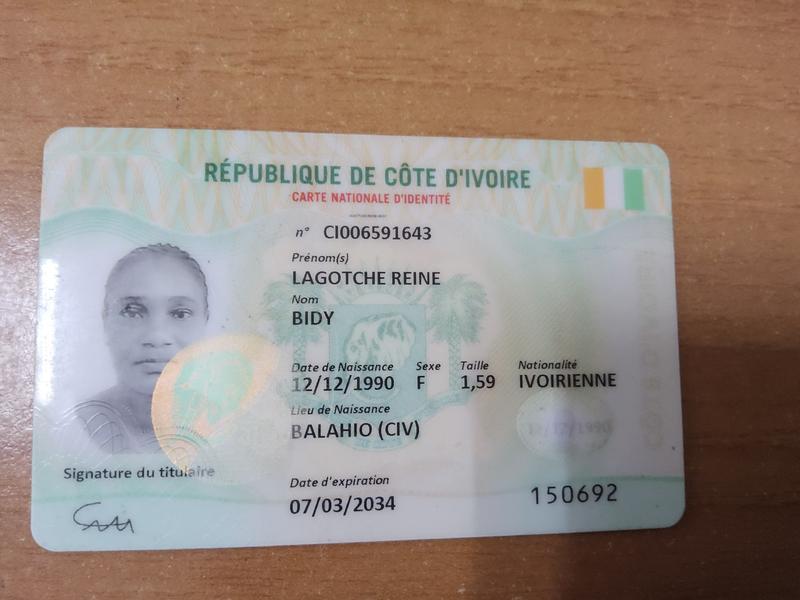 RÉPUBLIQUE DE CÔTE D'IVOIRE
CARTE NATIONALE D'IDENTITÉ
n° CI006591643
Prénom(s)
LAGOTCHE REINE
Nom
BIDY
Date de Naissance Sexe Taille Nationalité
12/12/1990 F 1,59 IVOIRIENNE
Lieu de Naissance
BALAHIO (CIV)
Signature du titulaire
Date d'expiration
07/03/2034
150692